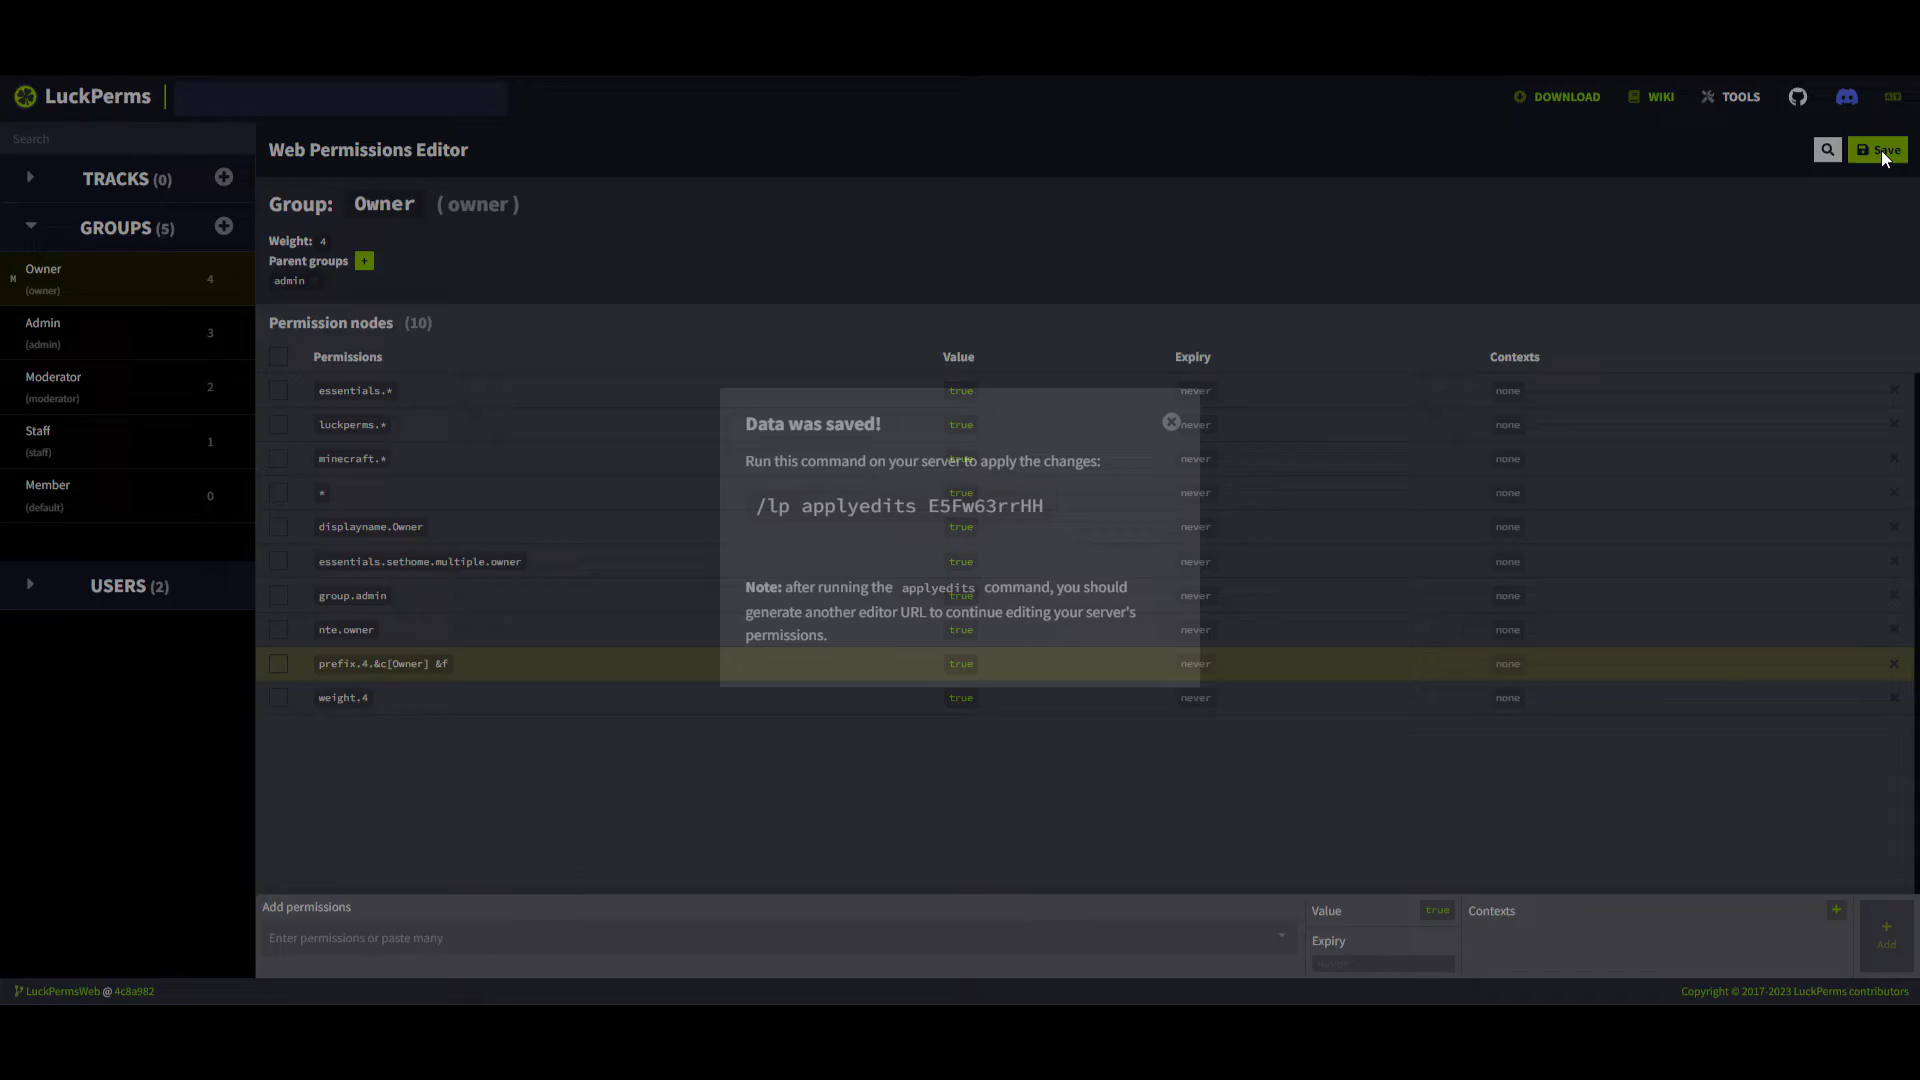 LuckPerms
DOWNLOAD
WIKI
TOOLS
Search
Web Permissions Editor
Save
TRACKS (0)
GROUPS (5)
Owner
(owner)
4
Admin
(admin)
3
Moderator
(moderator)
2
Staff
(staff)
1
Member
(default)
0
USERS (2)
Group: Owner ( owner )
Weight: 4
Parent groups +
admin
Permission nodes (10)
Permissions Value Expiry Contexts
essentials.* true never none
luckperms.* true never none
minecraft.* true never none
* true none
displayname.Owner true none
essentials.sethome.multiple.owner true never none
group.admin true never none
nte.owner true never none
prefix.4.&c[Owner] &f true never none
weight.4 true never none
Data was saved!
Run this command on your server to apply the changes:
/lp applyedits E5Fw63rrHH
Note: after running the applyedits command, you should
generate another editor URL to continue editing your server's
permissions.
Add permissions
Enter permissions or paste many
Value true
Expiry
Contexts +
+
Add
LuckPermsWeb @ 4c8a982
Copyright © 2017-2023 LuckPerms contributors